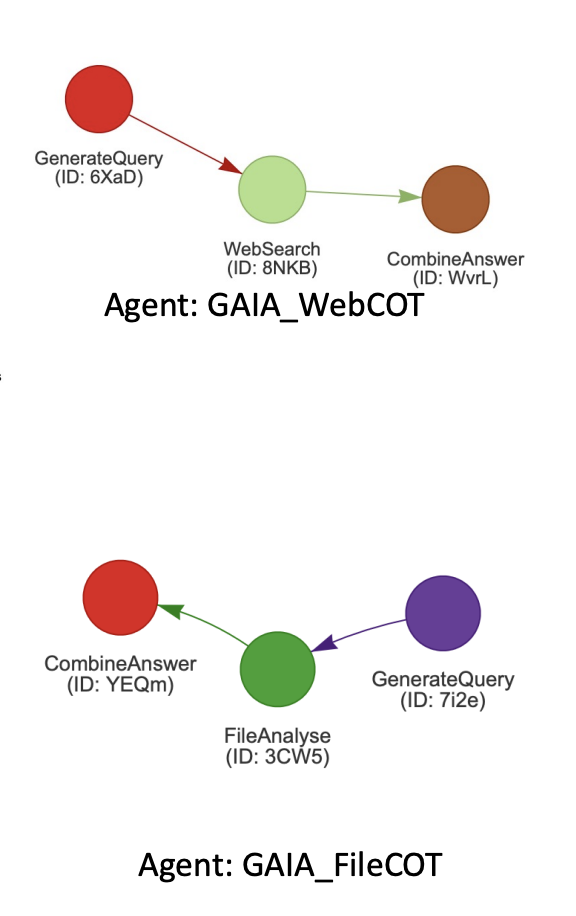 GenerateQuery
(ID: 6XaD)
WebSearch
(ID: 8NKB)
CombineAnswer
(ID: WvrL)
Agent: GAIA_WebCOT
CombineAnswer
(ID: YEQm)
GenerateQuery
(ID: 7i2e)
FileAnalyse
(ID: 3CW5)
Agent: GAIA_FileCOT